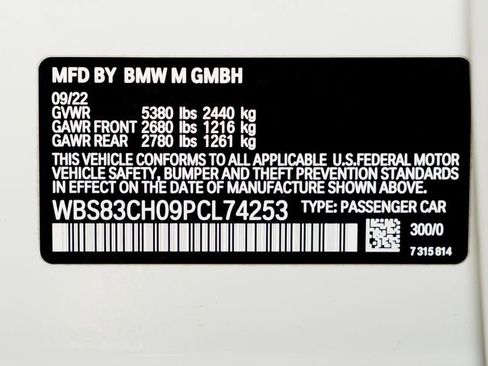 MFD BY BMW M GMBH
09/22
GVWR 5380 lbs 2440 kg
GAWR FRONT 2680 lbs 1216 kg
GAWR REAR 2780 lbs 1261 kg
THIS VEHICLE CONFORMS TO ALL APPLICABLE U.S.FEDERAL MOTOR
VEHICLE SAFETY, BUMPER AND THEFT PREVENTION STANDARDS
IN EFFECT ON THE DATE OF MANUFACTURE SHOWN ABOVE.
WBS83CH09PCL74253 TYPE: PASSENGER CAR
300/0
7 315 814